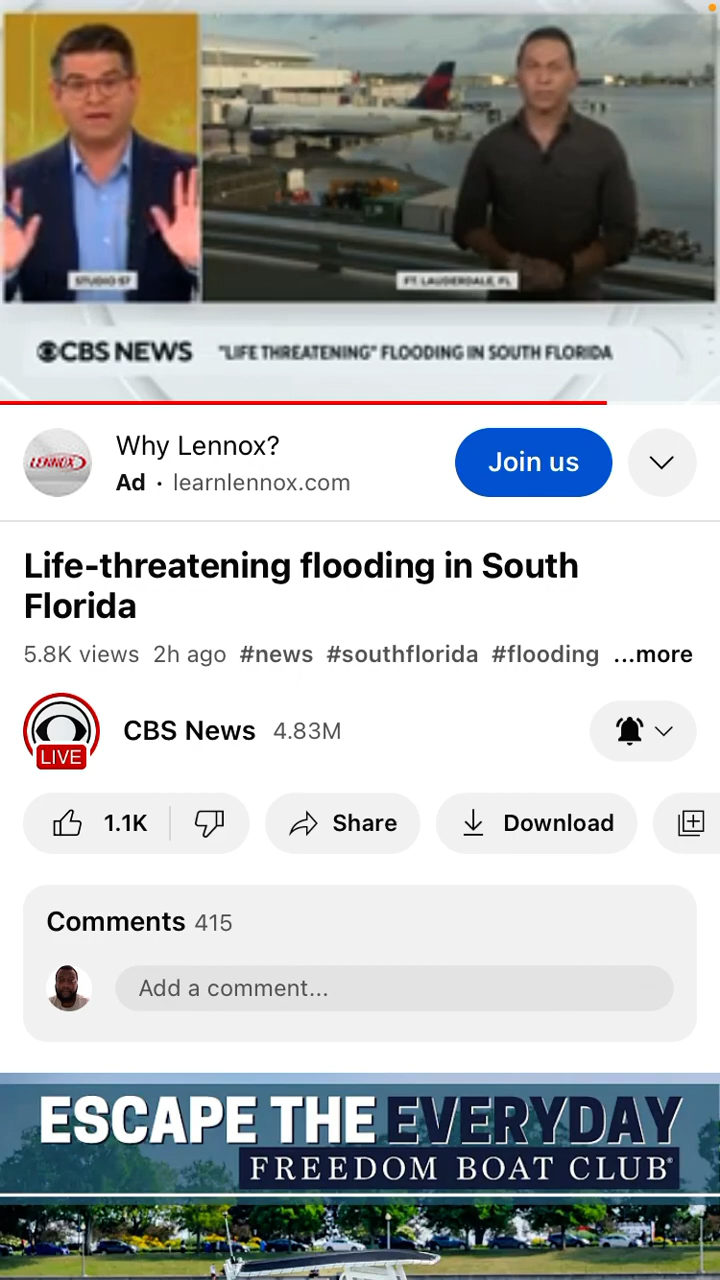 STUDIO 57
FT. LAUDERDALE, FL
CBS NEWS "LIFE THREATENING" FLOODING IN SOUTH FLORIDA
LENNOX
Why Lennox?
Ad · learnlennox.com
Join us
Life-threatening flooding in South
Florida
5.8K views 2h ago #news #southflorida #flooding ...more
LIVE
CBS News 4.83M
1.1K
Share
Download
Comments 415
Add a comment...
ESCAPE THE EVERYDAY
FREEDOM BOAT CLUB®